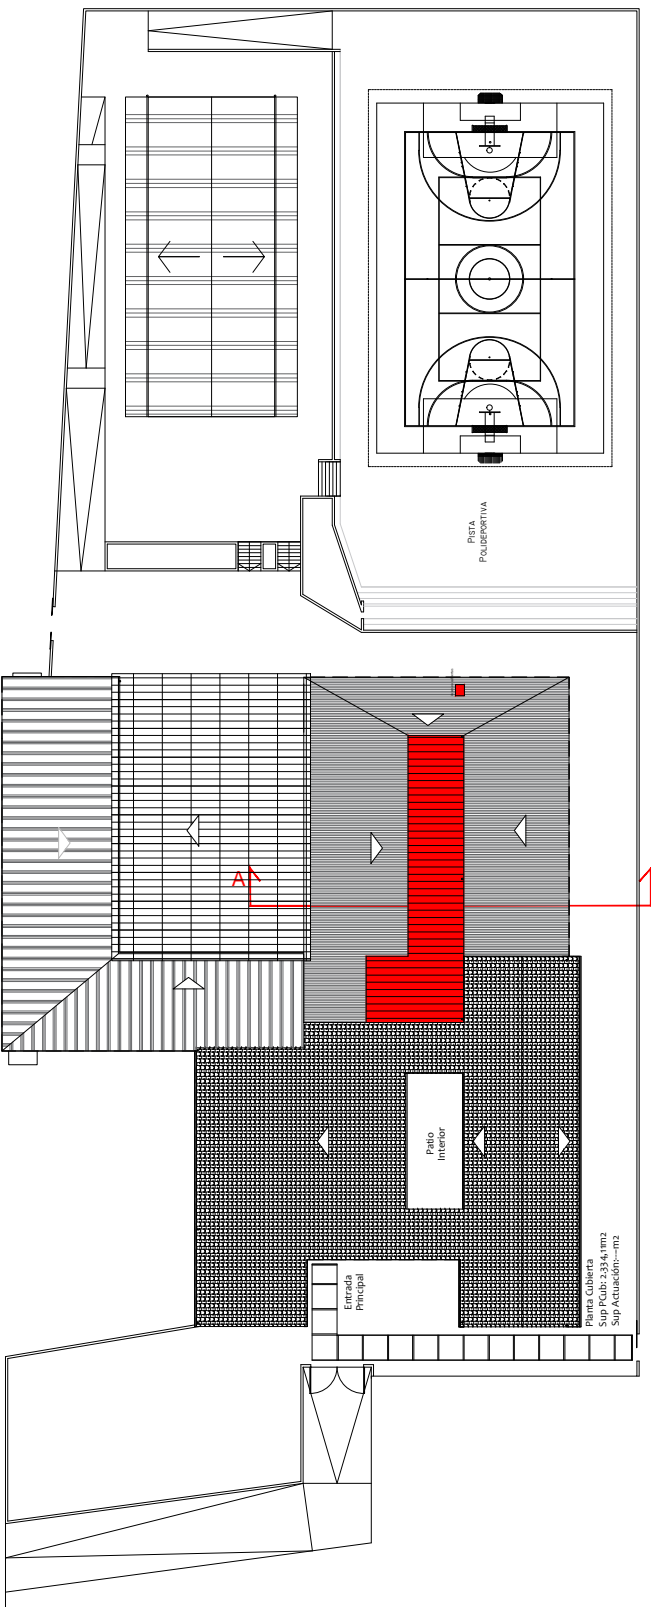 PISTA
POLIDEPORTIVA
A
Patio
Interior
Entrada
Principal
Planta Cubierta
Sup PCub: 2.334,11m2
Sup Actuación:---m2